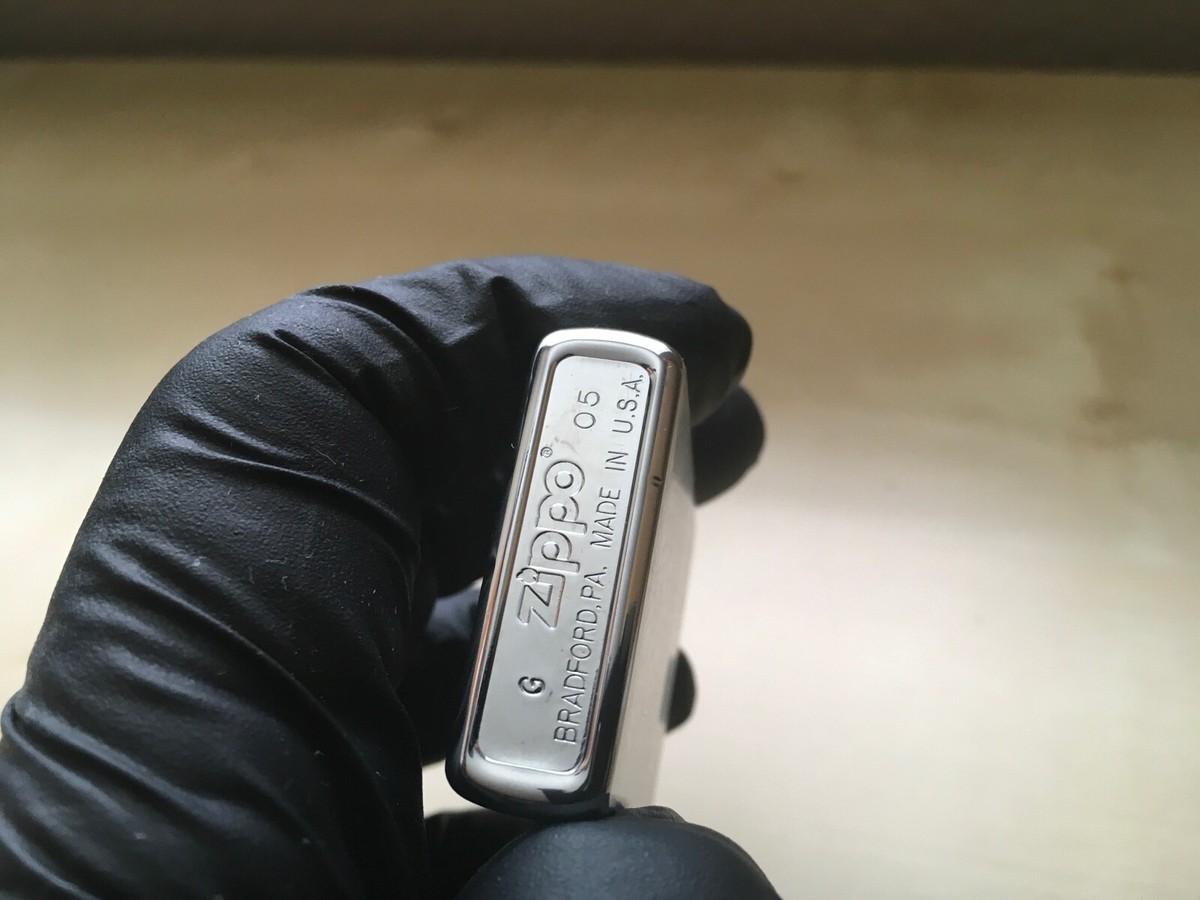 G zippo® 05
BRADFORD,PA. MADE IN U.S.A.